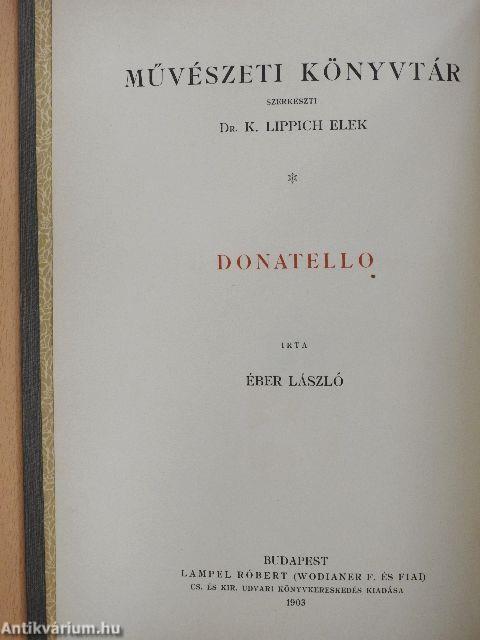 MŰVÉSZETI KÖNYVTÁR
SZERKESZTI
DR. K. LIPPICH ELEK
*
DONATELLO
IRTA
ÉBER LÁSZLÓ
BUDAPEST
LAMPEL RÓBERT (WODIANER F. ÉS FIAI)
CS. ÉS KIR. UDVARI KÖNYVKERESKEDÉS KIADÁSA
1903
Antikvárium.hu